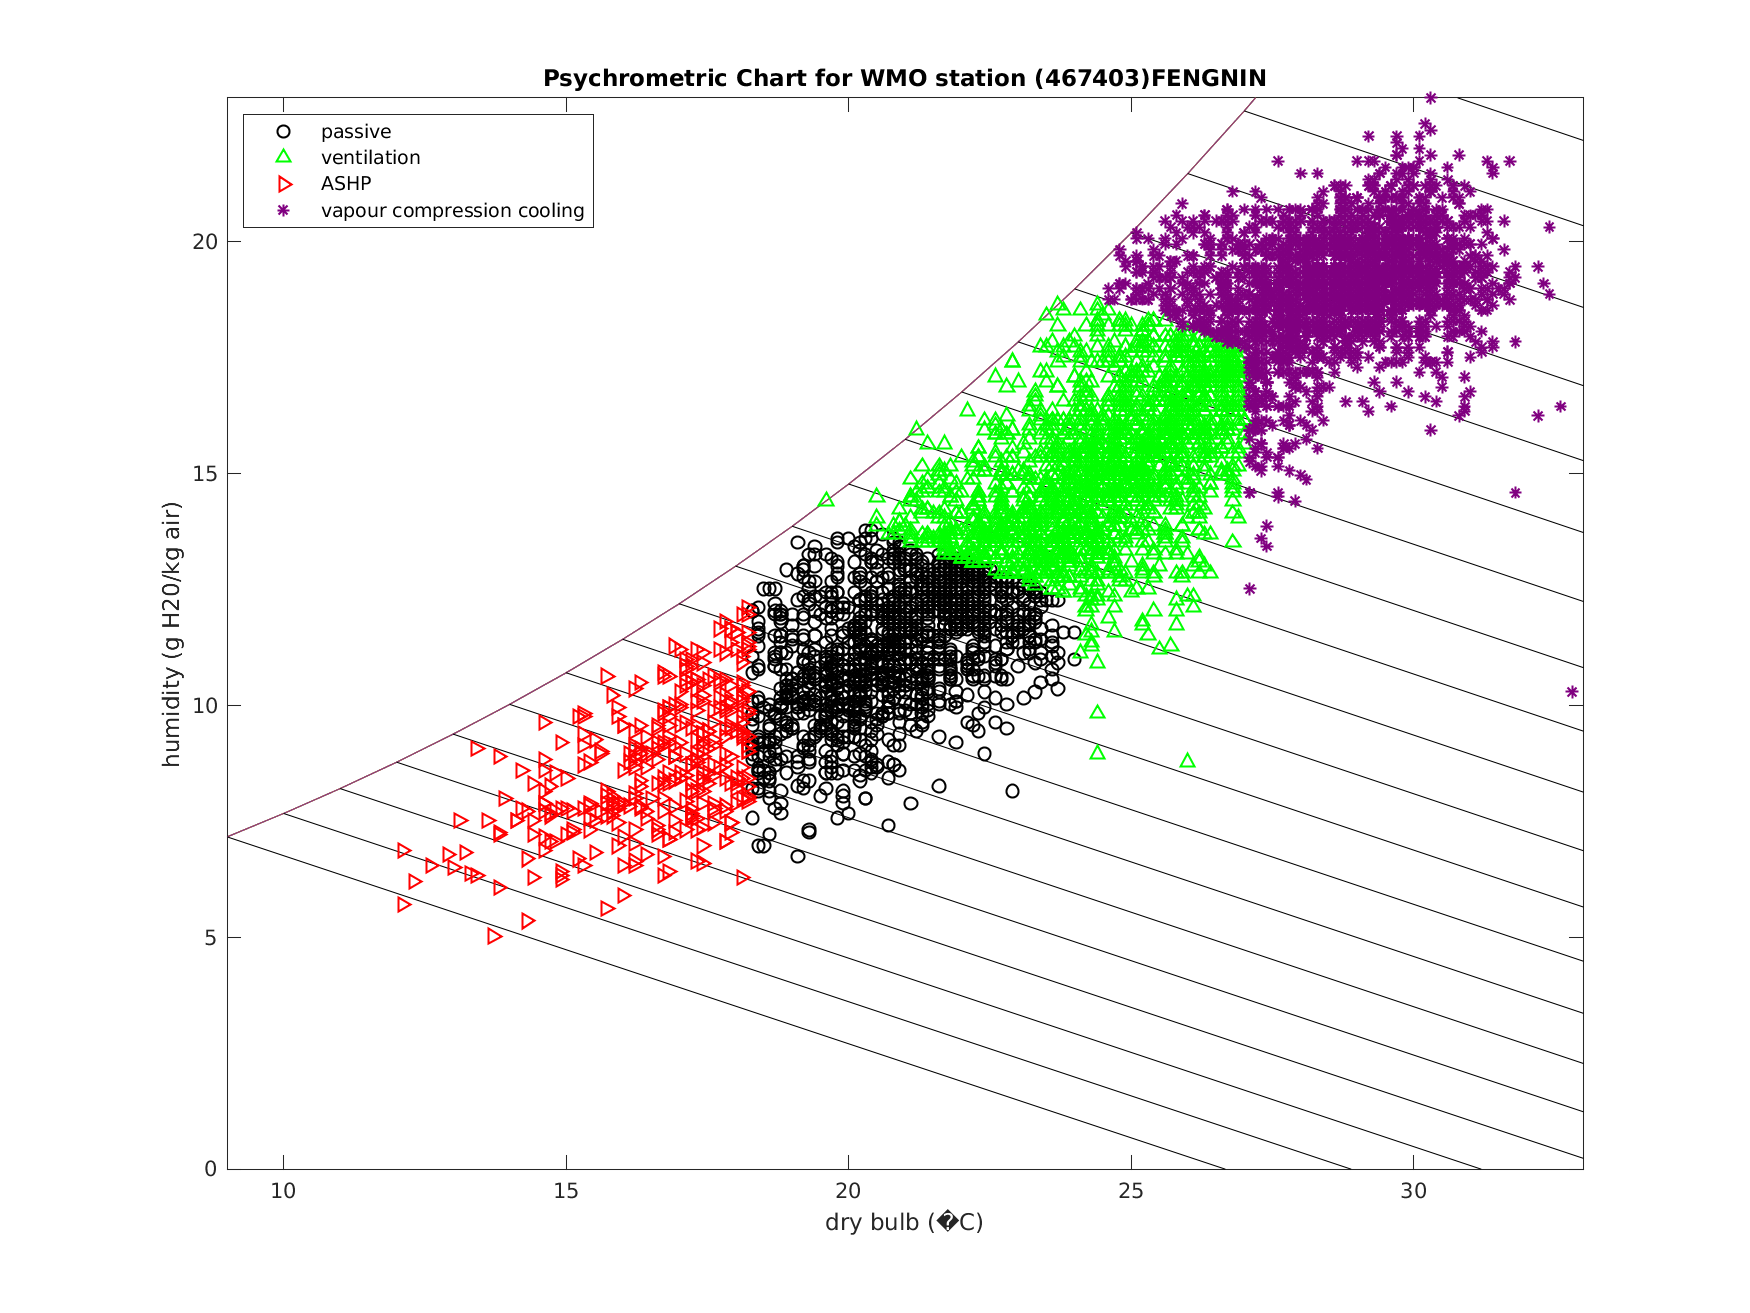 Psychrometric Chart for WMO station (467403)FENGNIN
passive
ventilation
ASHP
vapour compression cooling
20
15
10
5
0
humidity (g H20/kg air)
10 15 20 25 30
dry bulb (�C)